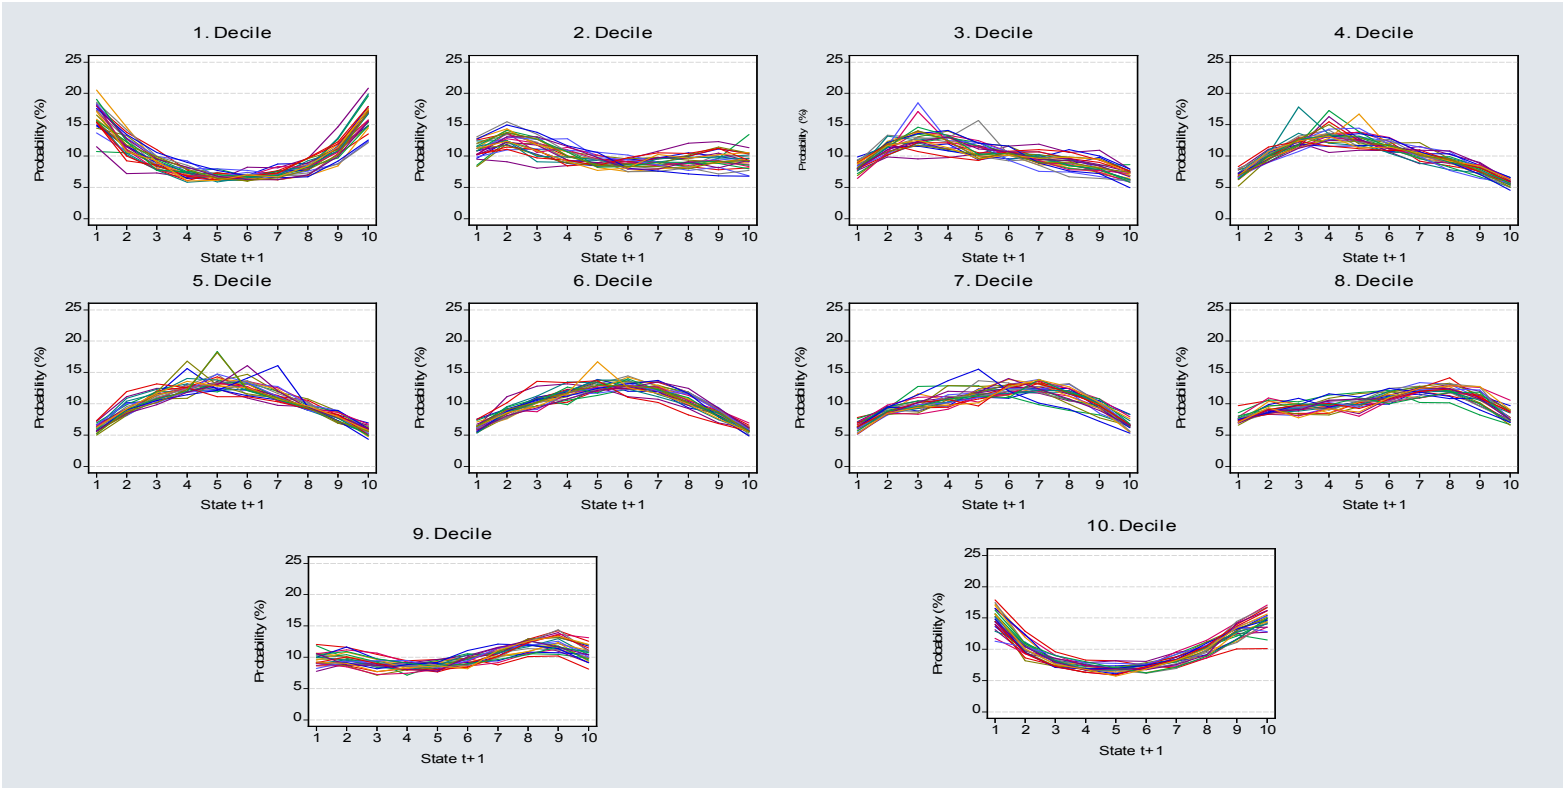 1. Decile
2. Decile
3. Decile
4. Decile
25
20
15
10
5
0
Probability (%)
1 2 3 4 5 6 7 8 9 10
State t+1
25
20
15
10
5
0
Probability (%)
1 2 3 4 5 6 7 8 9 10
State t+1
25
20
15
10
5
0
Probability (%)
1 2 3 4 5 6 7 8 9 10
State t+1
25
20
15
10
5
0
Probability (%)
1 2 3 4 5 6 7 8 9 10
State t+1
5. Decile
6. Decile
7. Decile
8. Decile
25
20
15
10
5
0
Probability (%)
1 2 3 4 5 6 7 8 9 10
State t+1
25
20
15
10
5
0
Probability (%)
1 2 3 4 5 6 7 8 9 10
State t+1
25
20
15
10
5
0
Probability (%)
1 2 3 4 5 6 7 8 9 10
State t+1
25
20
15
10
5
0
Probability (%)
1 2 3 4 5 6 7 8 9 10
State t+1
9. Decile
10. Decile
25
20
15
10
5
0
Probability (%)
1 2 3 4 5 6 7 8 9 10
State t+1
25
20
15
10
5
0
Probability (%)
1 2 3 4 5 6 7 8 9 10
State t+1